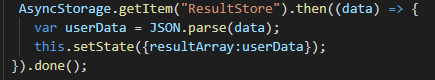 AsyncStorage.getItem("ResultStore").then((data) => {
var userData = JSON.parse(data);
this.setState({resultArray:userData});
}).done();